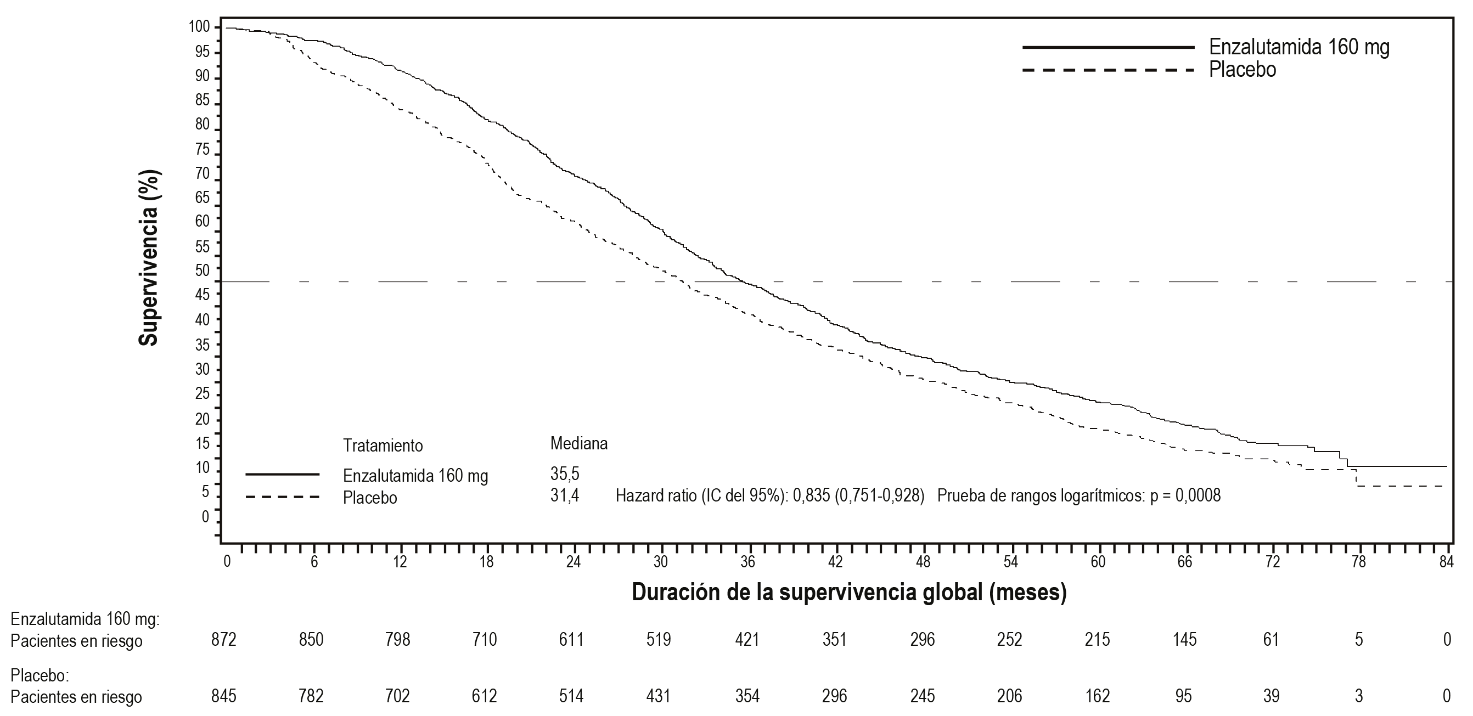 100
95
90
85
80
75
70
65
60
55
50
45
40
35
30
25
20
15
10
5
0
Supervivencia (%)
Enzalutamida 160 mg
Placebo
Tratamiento Mediana
Enzalutamida 160 mg 35,5
Placebo 31,4 Hazard ratio (IC del 95%): 0,835 (0,751-0,928) Prueba de rangos logarítmicos: p = 0,0008
0 6 12 18 24 30 36 42 48 54 60 66 72 78 84
Duración de la supervivencia global (meses)
Enzalutamida 160 mg:
Pacientes en riesgo 872 850 798 710 611 519 421 351 296 252 215 145 61 5 0
Placebo:
Pacientes en riesgo 845 782 702 612 514 431 354 296 245 206 162 95 39 3 0